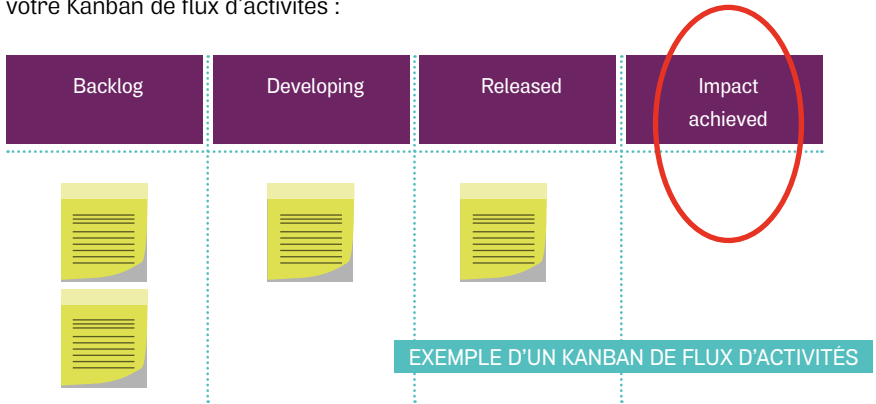 votre Kanban de flux d'activités :
Backlog
Developing
Released
Impact
achieved
EXEMPLE D'UN KANBAN DE FLUX D'ACTIVITÉS